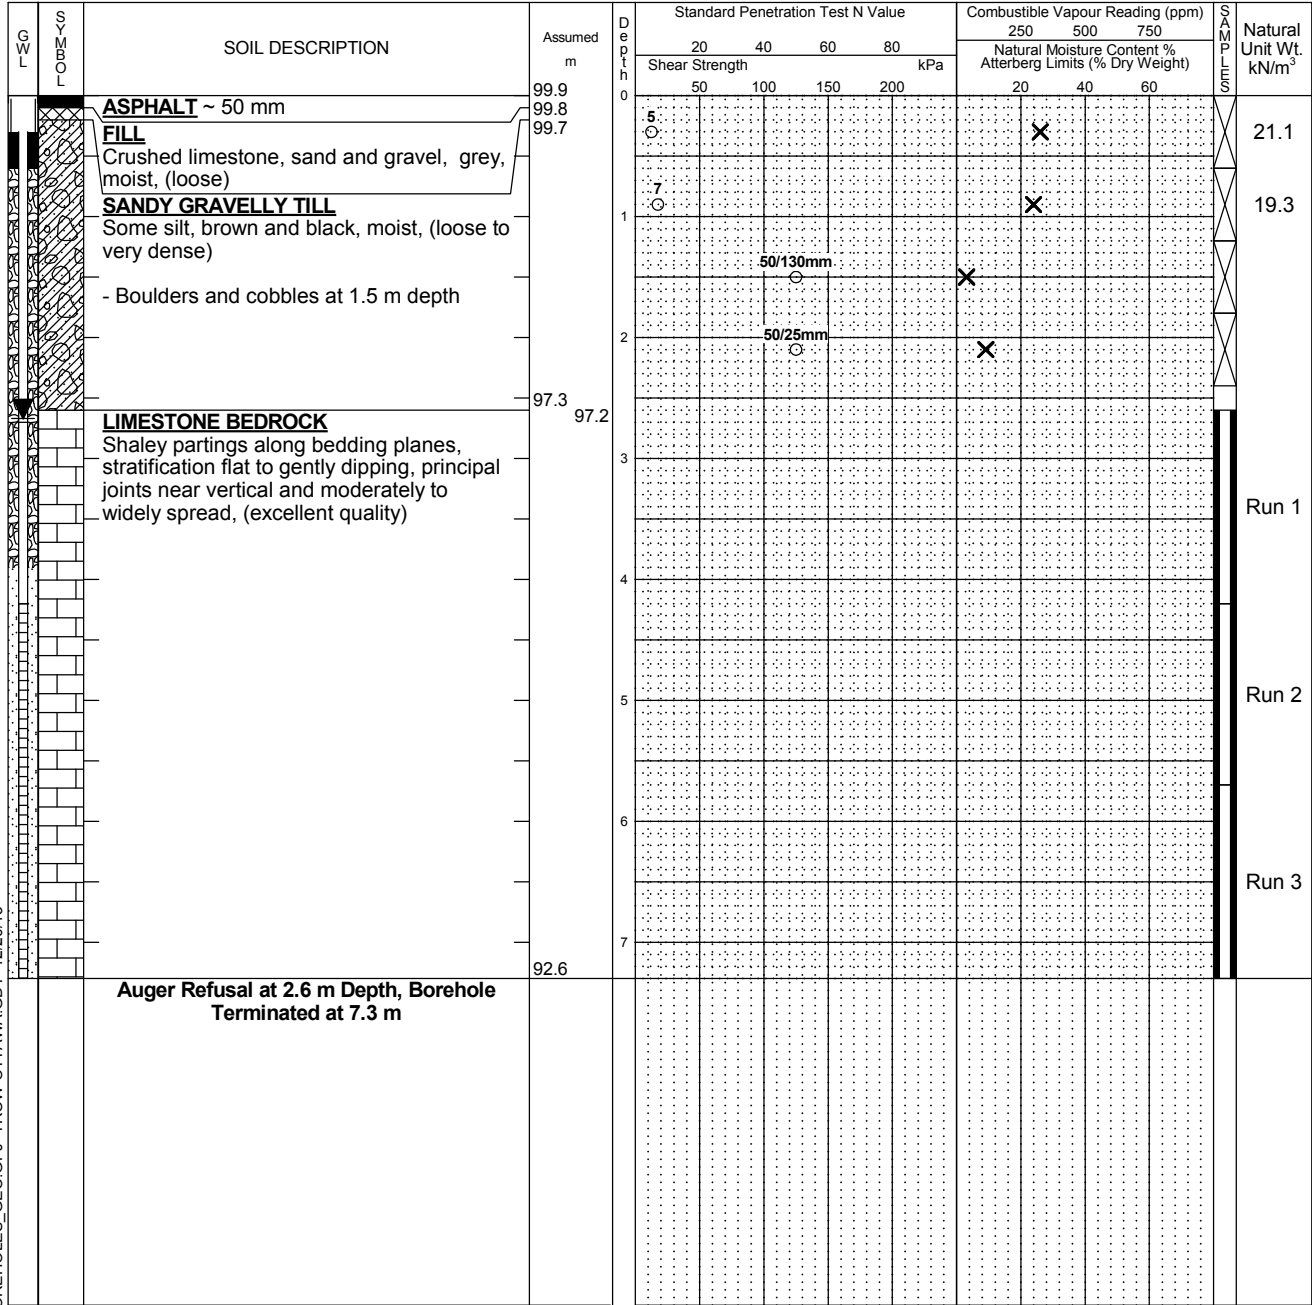 GWL
SYMBOL
SOIL DESCRIPTION
Assumed
m
Depth
Standard Penetration Test N Value
20 40 60 80
Shear Strength kPa
50 100 150 200
Combustible Vapour Reading (ppm)
250 500 750
Natural Moisture Content %
Atterberg Limits (% Dry Weight)
20 40 60
SAMPLES
Natural
Unit Wt.
kN/m³
99.9
0
ASPHALT ~ 50 mm
99.8
FILL
99.7
5
21.1
Crushed limestone, sand and gravel, grey,
moist, (loose)
SANDY GRAVELLY TILL
7
19.3
Some silt, brown and black, moist, (loose to
very dense)
1
50/130mm
- Boulders and cobbles at 1.5 m depth
50/25mm
2
97.3
97.2
LIMESTONE BEDROCK
Shaley partings along bedding planes,
stratification flat to gently dipping, principal
joints near vertical and moderately to
widely spread, (excellent quality)
3
Run 1
4
5
Run 2
6
Run 3
7
92.6
Auger Refusal at 2.6 m Depth, Borehole
Terminated at 7.3 m